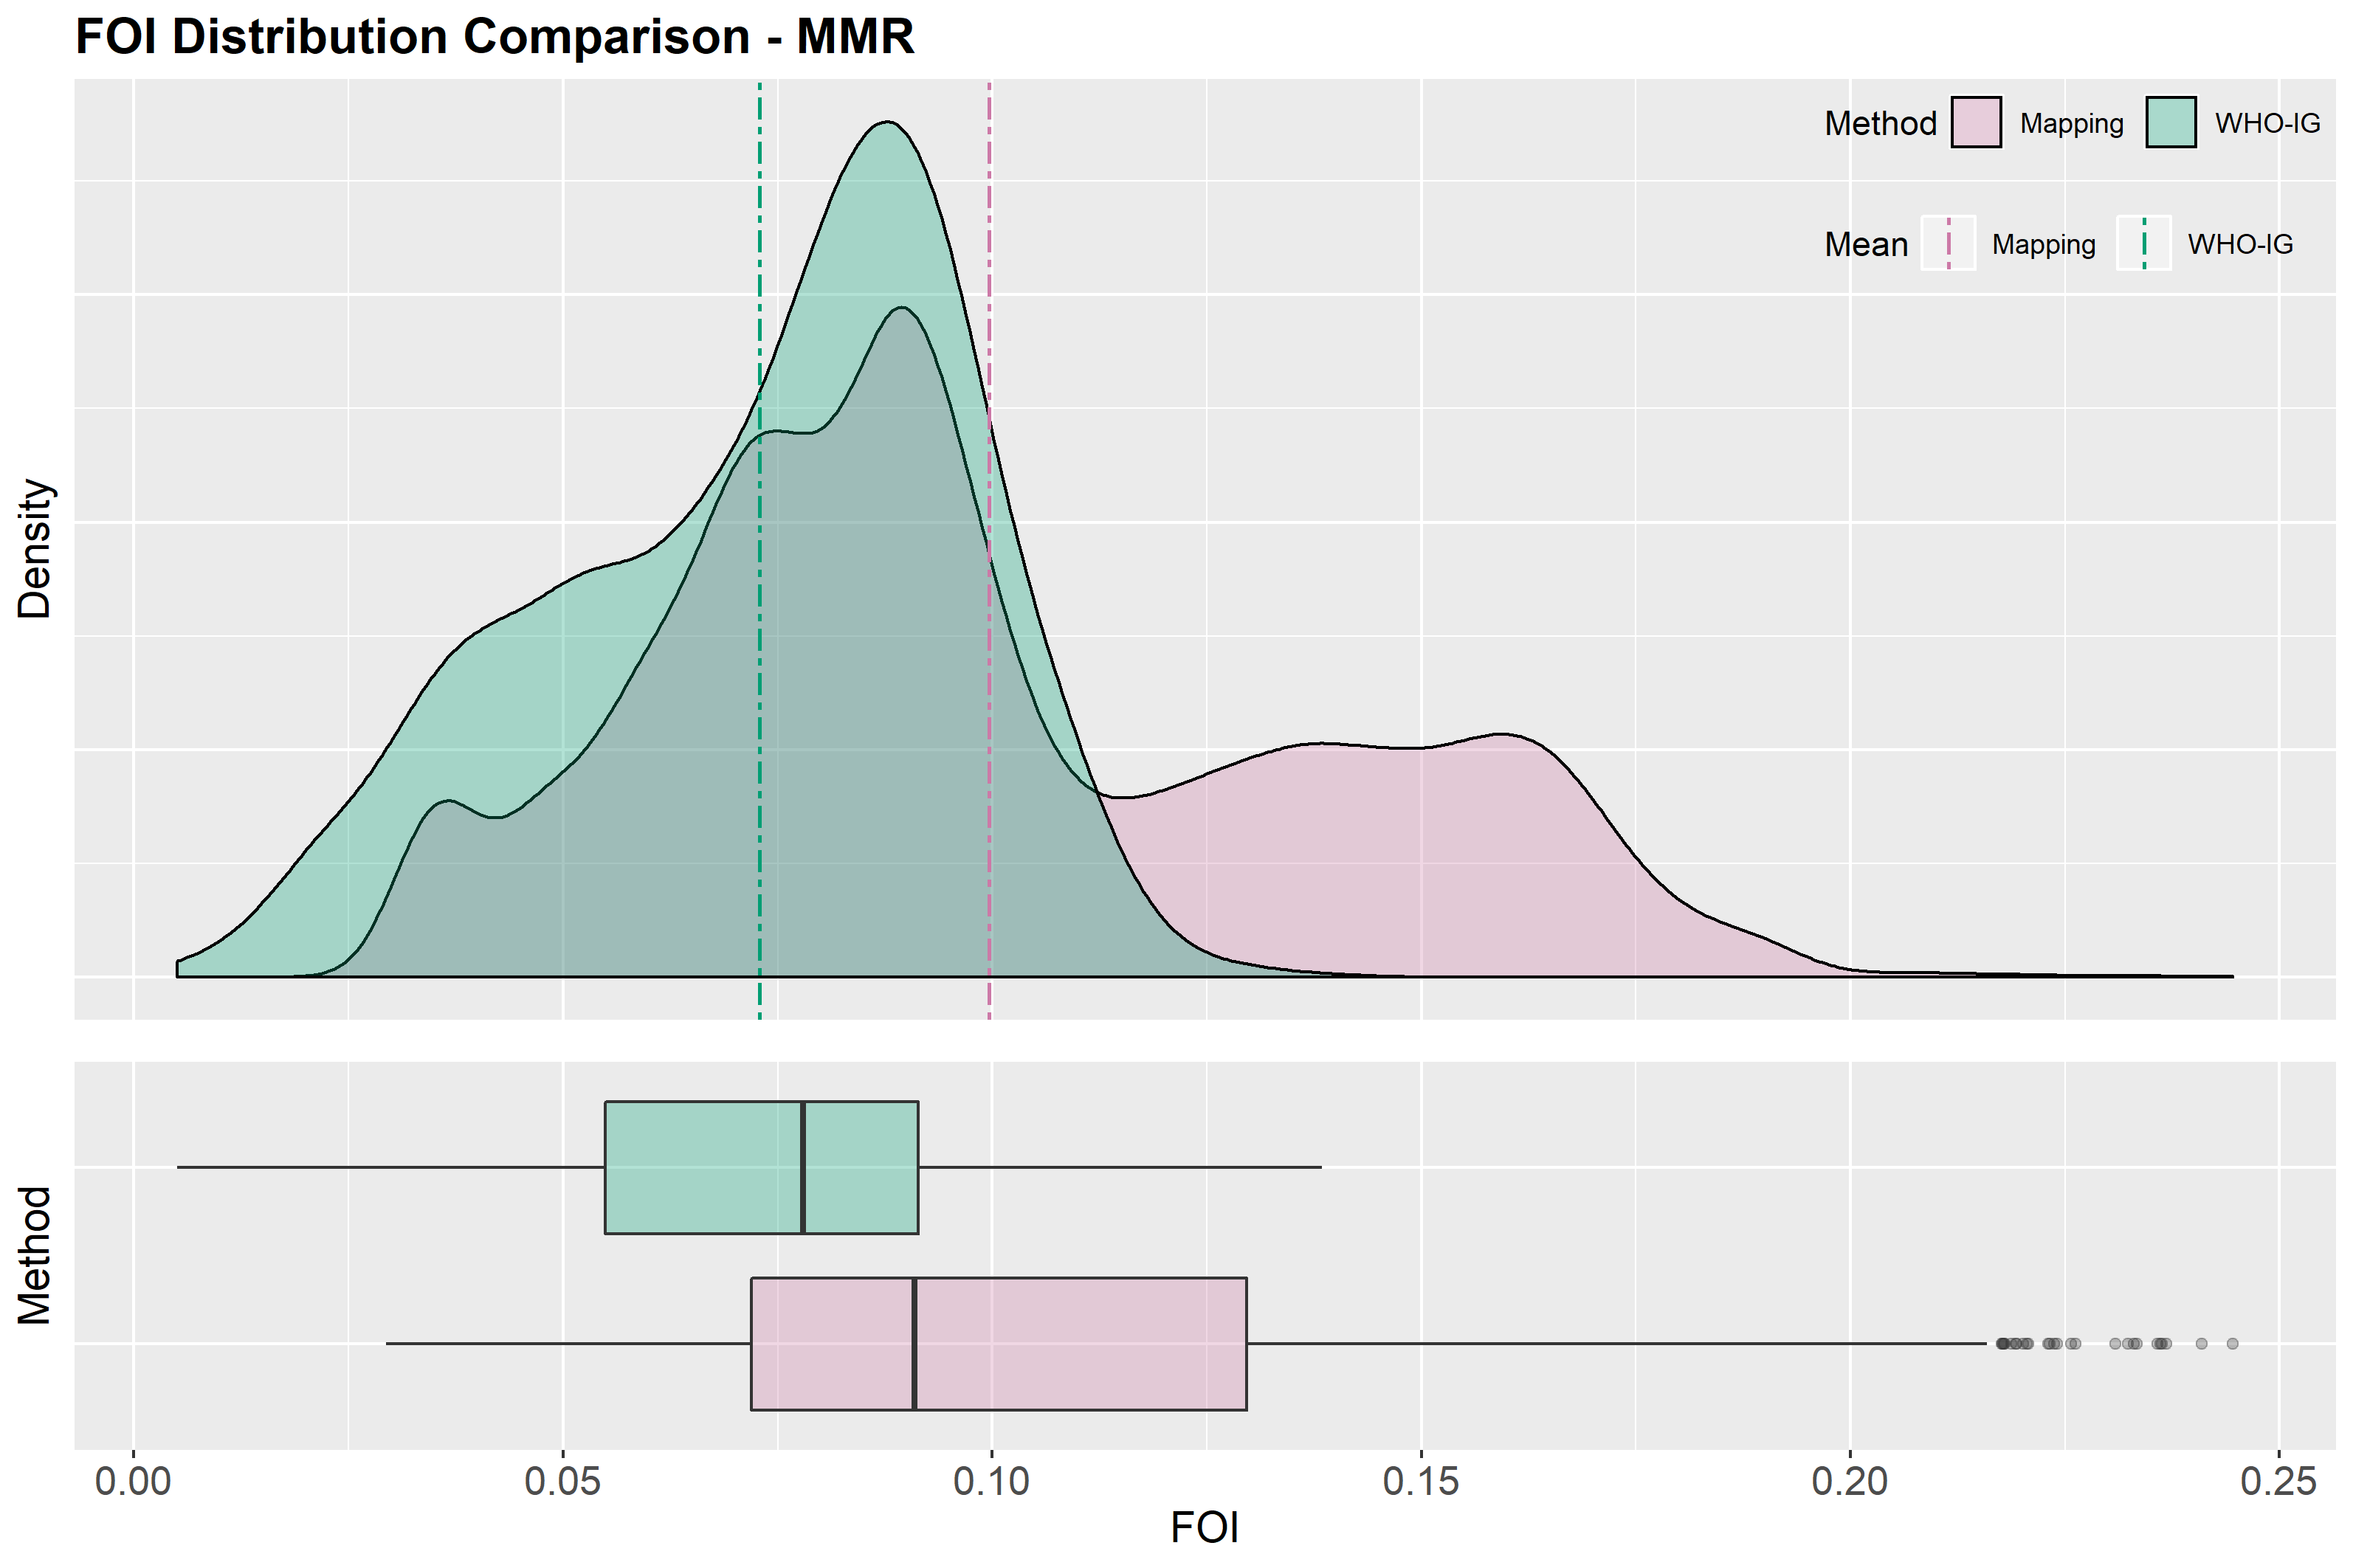 FOI Distribution Comparison - MMR
Method Mapping WHO-IG
Mean Mapping WHO-IG
Density
Method
0.00 0.05 0.10 0.15 0.20 0.25
FOI